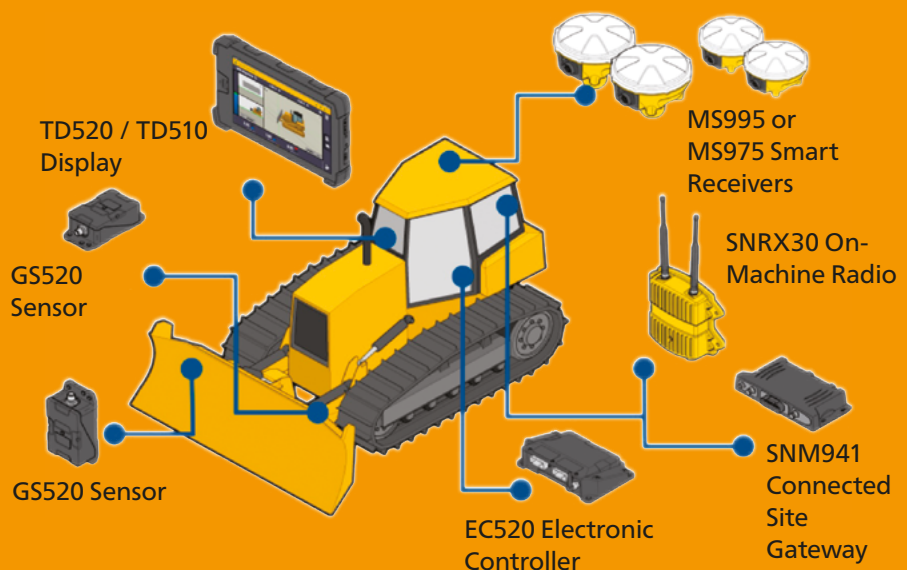 TD520 / TD510
Display
MS995 or
MS975 Smart
Receivers
GS520
Sensor
SNRX30 On-
Machine Radio
GS520 Sensor
EC520 Electronic
Controller
SNM941
Connected
Site
Gateway